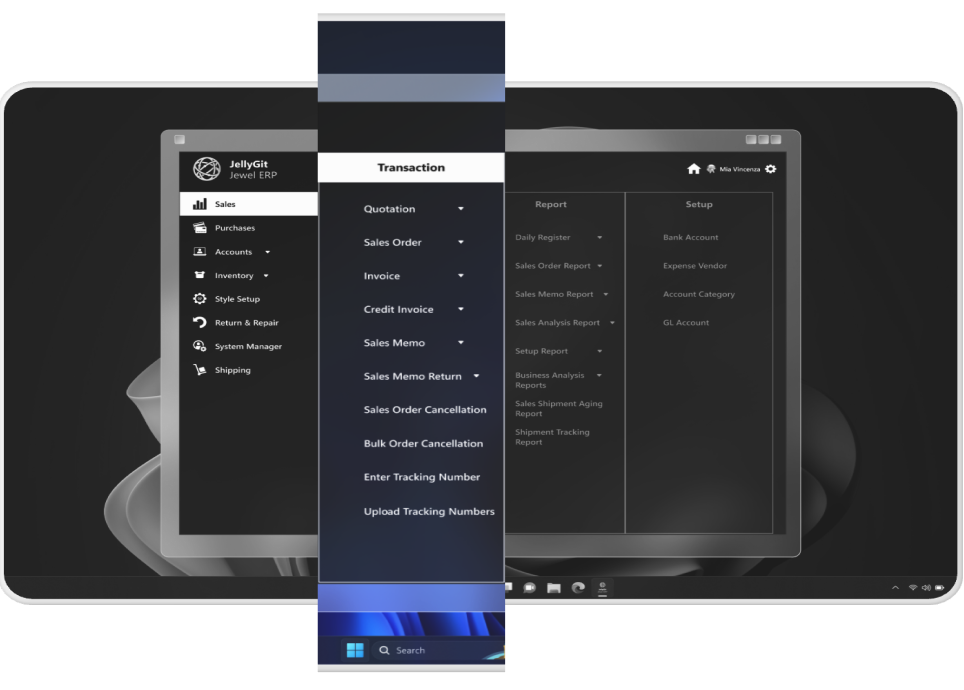 JellyGit
Jewel ERP
Mia Vincenza
Sales
Purchases
Accounts
Inventory
Style Setup
Return & Repair
System Manager
Shipping
Transaction
Quotation
Sales Order
Invoice
Credit Invoice
Sales Memo
Sales Memo Return
Sales Order Cancellation
Bulk Order Cancellation
Enter Tracking Number
Upload Tracking Numbers
Report
Daily Register
Sales Order Report
Sales Memo Report
Sales Analysis Report
Setup Report
Business Analysis
Reports
Sales Shipment Aging
Report
Shipment Tracking
Report
Setup
Bank Account
Expense Vendor
Account Category
GL Account
Search